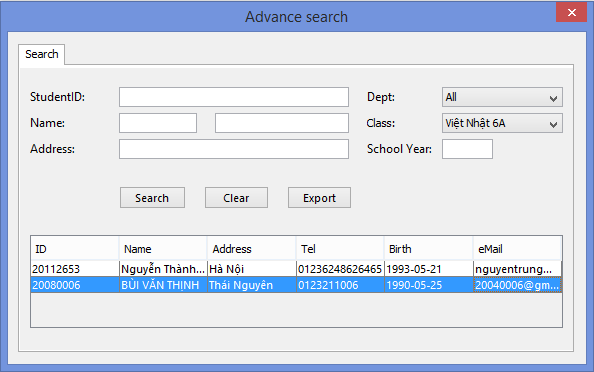 Advance search
Search
StudentID: Dept: All
Name: Class: Việt Nhật 6A
Address: School Year:
Search Clear Export
ID Name Address Tel Birth eMail
20112653 Nguyễn Thành... Hà Nội 01236248626465 1993-05-21 nguyentrung...
20080006 BÙI VĂN THỊNH Thái Nguyên 0123211006 1990-05-25 20040006@gm...